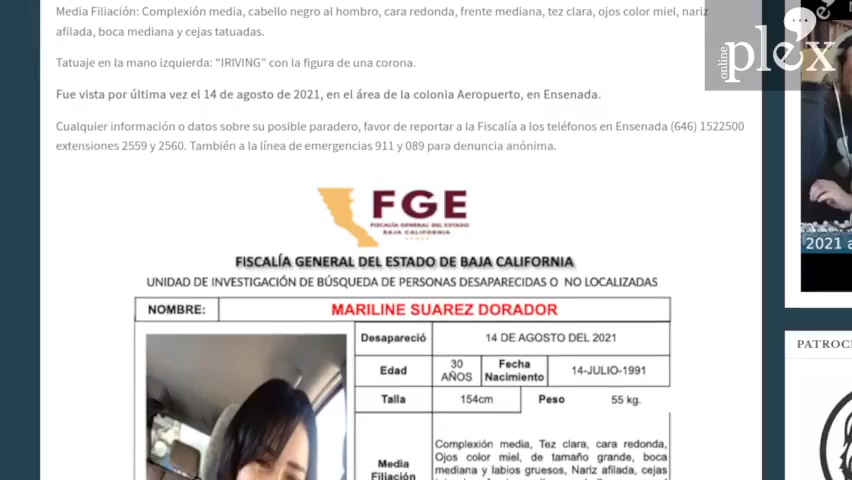 Media Filiación: Complexión media, cabello negro al hombro, cara redonda, frente mediana, tez clara, ojos color miel, nariz
afilada, boca mediana y cejas tatuadas.
Tatuaje en la mano izquierda: “IRIVING” con la figura de una corona.
Fue vista por última vez el 14 de agosto de 2021, en el área de la colonia Aeropuerto, en Ensenada.
Cualquier información o datos sobre su posible paradero, favor de reportar a la Fiscalía a los teléfonos en Ensenada (646) 1522500
extensiones 2559 y 2560. También a la línea de emergencias 911 y 089 para denuncia anónima.
online
plex
2021 a
PATROCI
FGE
FISCALÍA GENERAL DEL ESTADO
BAJA CALIFORNIA
FISCALÍA GENERAL DEL ESTADO DE BAJA CALIFORNIA
UNIDAD DE INVESTIGACIÓN DE BÚSQUEDA DE PERSONAS DESAPARECIDAS O NO LOCALIZADAS
NOMBRE: MARILINE SUAREZ DORADOR
Desapareció 14 DE AGOSTO DEL 2021
Edad 30 AÑOS Fecha Nacimiento 14-JULIO-1991
Talla 154cm Peso 55 kg.
Media Filiación
Complexión media, Tez clara, cara redonda,
Ojos color miel, de tamaño grande, boca
mediana y labios gruesos, Nariz afilada, cejas